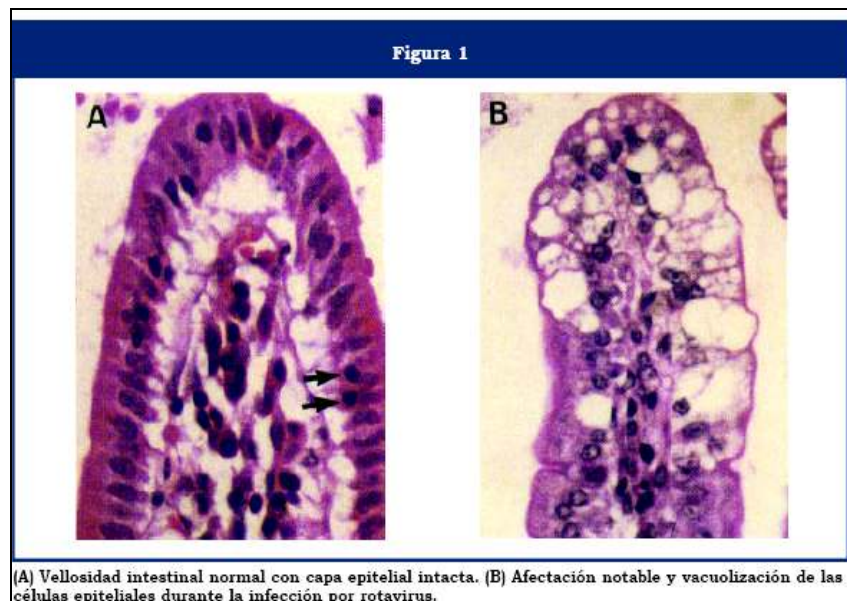 Figura 1
A
B
(A) Vellosidad intestinal normal con capa epitelial intacta. (B) Afectación notable y vacuolización de las
células epiteliales durante la infección por rotavirus.